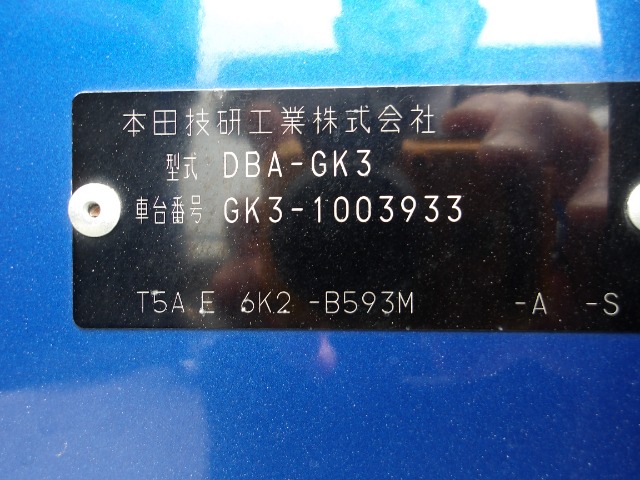 本田技研工業株式会社
型式 DBA-GK3
車台番号 GK3-1003933
T5A E 6K2 -B593M -A -S